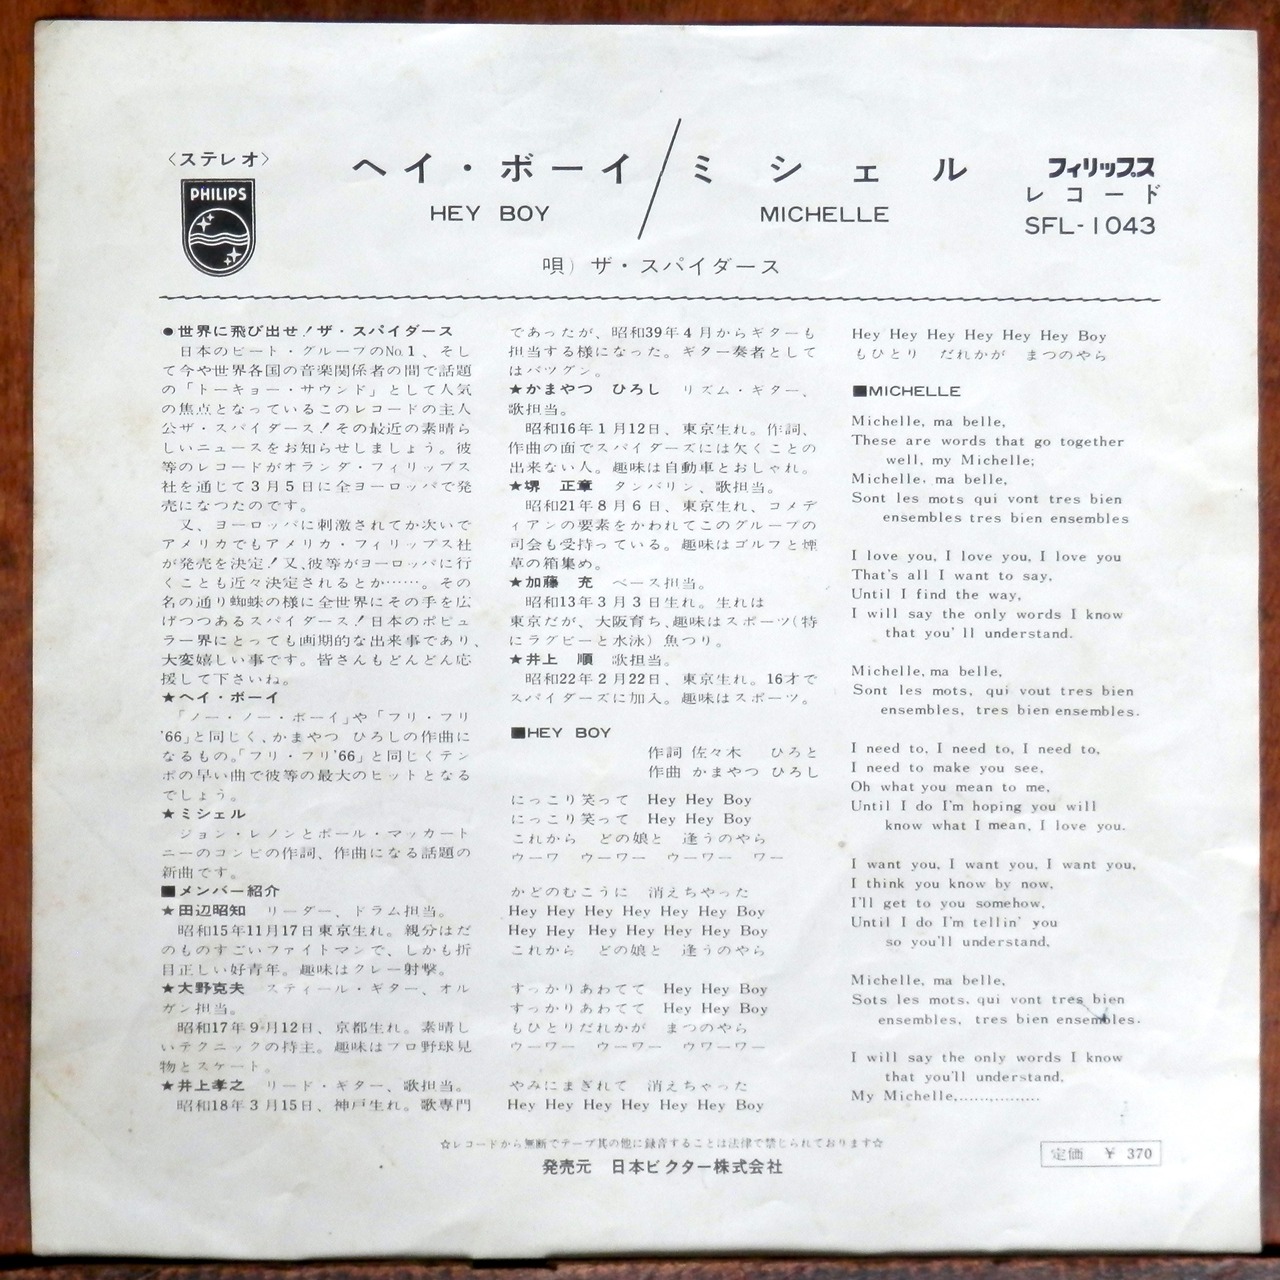 〈ステレオ〉
PHILIPS
ヘイ・ボーイ/ミシェル
HEY BOY
MICHELLE
フィリップス
レコード
SFL-1043
唄）ザ・スパイダース
●世界に飛び出せ！ザ・スパイダース
日本のビート・グループのNo.1、そし
て今や世界各国の音楽関係者の間で話題
の「トーキョー・サウンド」として人気
の焦点となっているこのレコードの主人
公ザ・スパイダース！その最近の素晴ら
しいニュースをお知らせしましょう。彼
等のレコードがオランダ・フィリップス
社を通じて3月5日に全ヨーロッパで発
売になつたのです。
又、ヨーロッパに刺激されてか次いで
アメリカでもアメリカ・フィリップス社
が発売を決定！又、彼等がヨーロッパに行
くことも近々決定されるとか……。その
名の通り蜘蛛の様に全世界にその手を広
げつつあるスパイダース！日本のポピュ
ラー界にとっても画期的な出来事であり、
大変嬉しい事です。皆さんもどんどん応
援して下さいね。
★ヘイ・ボーイ
「ノー・ノー・ボーイ」や「フリ・フリ
'66」と同じく、かまやつ ひろしの作曲に
なるもの。「フリ・フリ'66」と同じくテン
ポの早い曲で彼等の最大のヒットとなる
でしょう。
★ミシェル
ジョン・レノンとポール・マッカート
ニーのコンビの作詞、作曲になる話題の
新曲です。
■メンバー紹介
★田辺昭知 リーダー、ドラム担当。
昭和15年11月17日東京生れ。親分はだ
のものすごいファイトマンで、しかも折
目正しい好青年。趣味はクレー射撃。
★大野克夫 スティール・ギター、オル
ガン担当。
昭和17年9月12日、京都生れ。素晴し
いテクニックの持主。趣味はプロ野球見
物とスケート。
★井上孝之 リード・ギター、歌担当。
昭和18年3月15日、神戸生れ。歌専門
であったが、昭和39年4月からギターも
担当する様になった。ギター奏者として
はバツグン。
★かまやつ ひろし リズム・ギター、
歌担当。
昭和16年1月12日、東京生れ。作詞、
作曲の面でスパイダーズには欠くことの
出来ない人。趣味は自動車とおしゃれ。
★堺 正章 タンバリン、歌担当。
昭和21年8月6日、東京生れ、コメデ
ィアンの要素をかわれてこのグループの
司会も受持っている。趣味はゴルフと煙
草の箱集め。
★加藤 充 ベース担当。
昭和13年3月3日生れ。生れは
東京だが、大阪育ち、趣味はスポーツ(特
にラグビーと水泳）魚つり。
★井上 順 歌担当。
昭和22年2月22日、東京生れ。16才で
スパイダーズに加入。趣味はスポーツ。
■HEY BOY
作詞 佐々木 ひろと
作曲 かまやつ ひろし
にっこり笑って Hey Hey Boy
にっこり笑って Hey Hey Boy
これから どの娘と 逢うのやら
ウーワ ウーワー ウーワー ワー
かどのむこうに 消えちやった
Hey Hey Hey Hey Hey Hey Boy
Hey Hey Hey Hey Hey Hey Boy
これから どの娘と 逢うのやら
すっかりあわてて Hey Hey Boy
すっかりあわてて Hey Hey Boy
もひとりだれかが まつのやら
ウーワー ウーワー ウワーワー
やみにまぎれて 消えちゃった
Hey Hey Hey Hey Hey Hey Boy
Hey Hey Hey Hey Hey Hey Boy
もひとり だれかが まつのやら
■MICHELLE
Michelle, ma belle,
These are words that go together
well, my Michelle;
Michelle, ma belle,
Sont les mots qui vont tres bien
ensembles tres bien ensembles
I love you, I love you, I love you
That's all I want to say,
Until I find the way,
I will say the only words I know
that you' ll understand.
Michelle, ma belle,
Sont les mots, qui vout tres bien
ensembles, tres bien ensembles.
I need to, I need to, I need to,
I need to make you see,
Oh what you mean to me,
Until I do I'm hoping you will
know what I mean, I love you.
I want you, I want you, I want you,
I think you know by now,
I'll get to you somehow,
Until I do I'm tellin' you
so you'll understand,
Michelle, ma belle,
Sots les mots, qui vont tres bien
ensembles, tres bien ensembles.
I will say the only words I know
that you'll understand,
My Michelle,...............
☆レコードから無断でテープ其の他に録音することは法律で禁じられております☆
発売元 日本ビクター株式会社
定価 ¥ 370